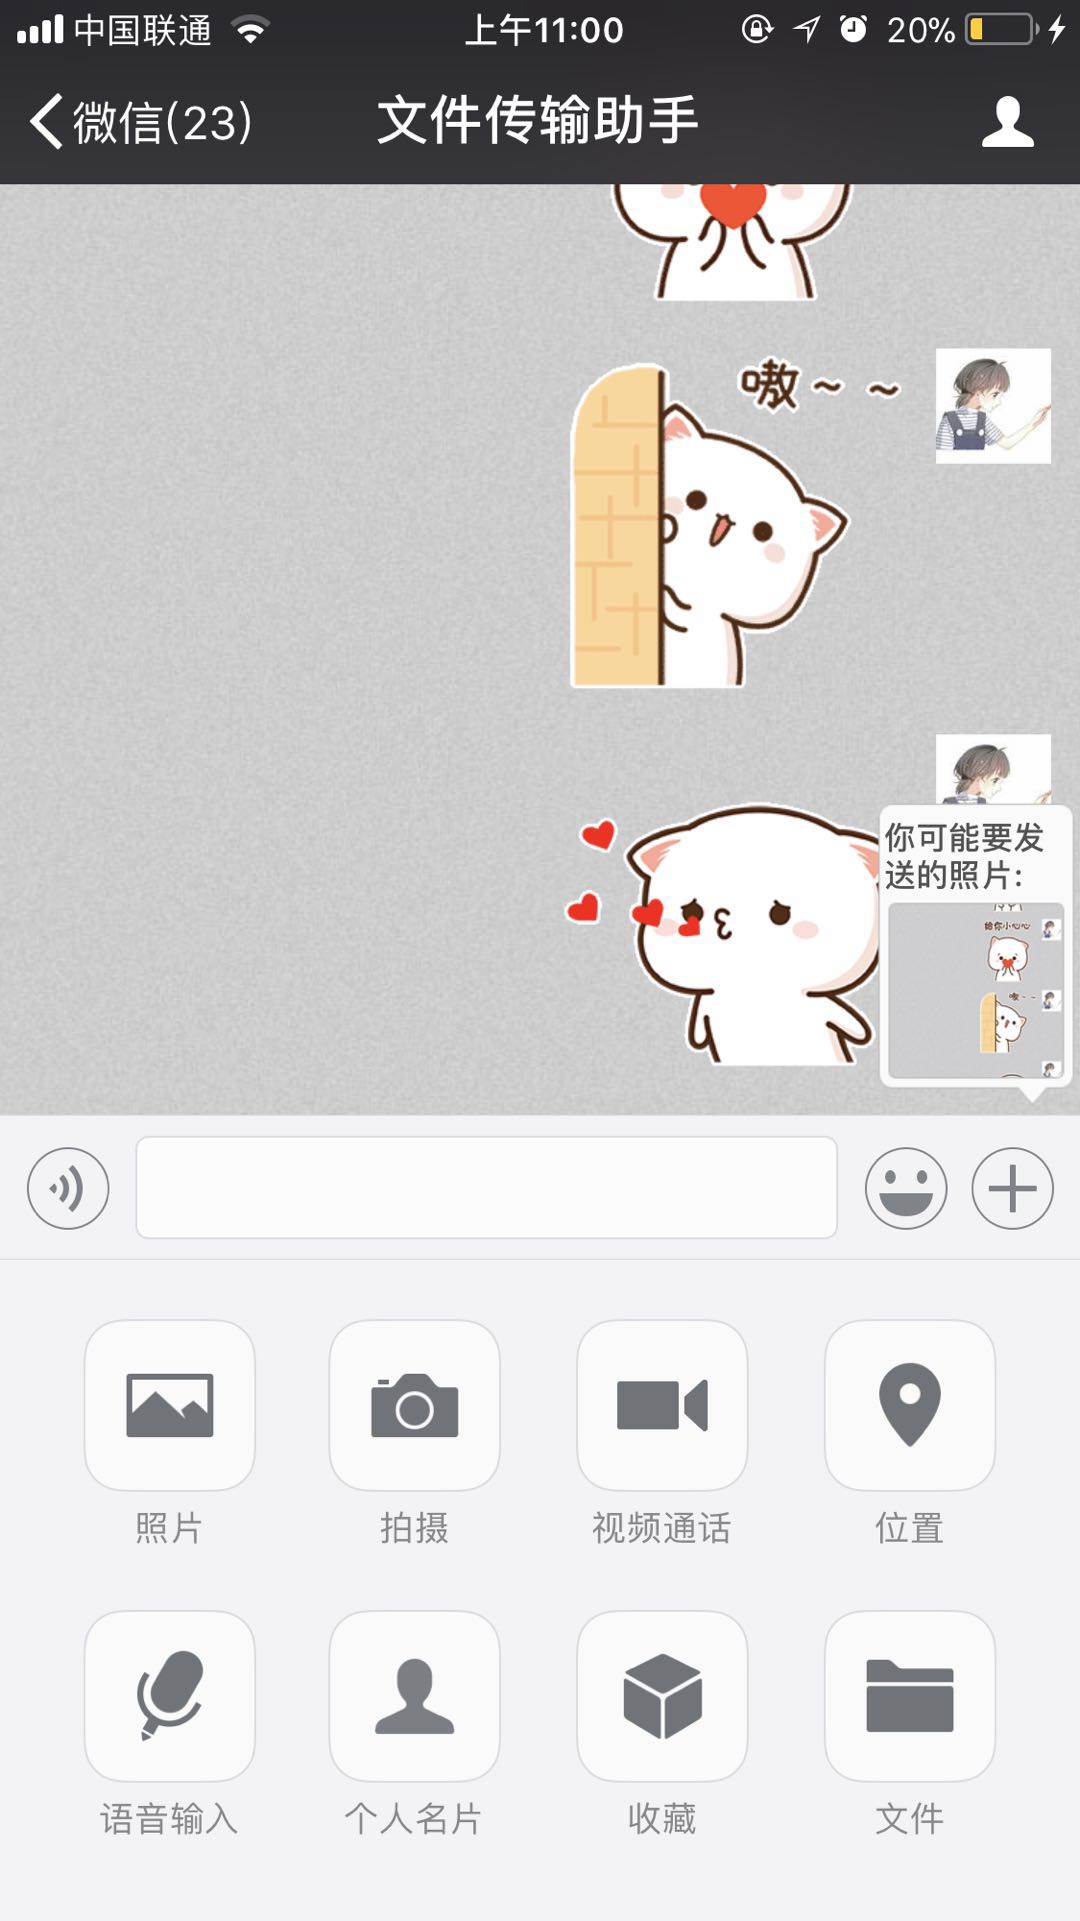 中国联通 上午11:00 20%
微信(23) 文件传输助手
嗷~ ~
你可能要发
送的照片:
给你小心心
嗷~~
照片 拍摄 视频通话 位置
语音输入 个人名片 收藏 文件